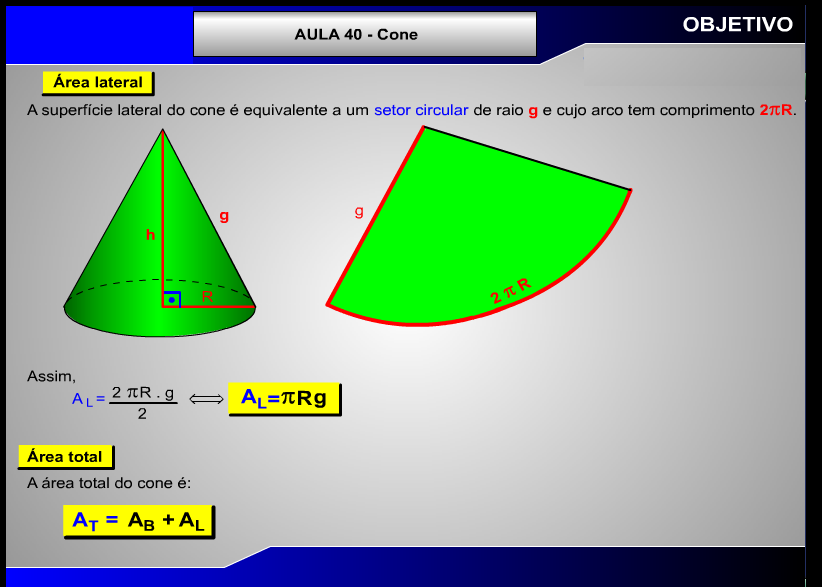 AULA 40 - Cone
OBJETIVO
Área lateral
A superfície lateral do cone é equivalente a um setor circular de raio g e cujo arco tem comprimento 2πR.
g
h
R
g
2 π R
Assim,
A L = 2 πR . g / 2 ⟺ AL=πRg
Área total
A área total do cone é:
AT = AB + AL